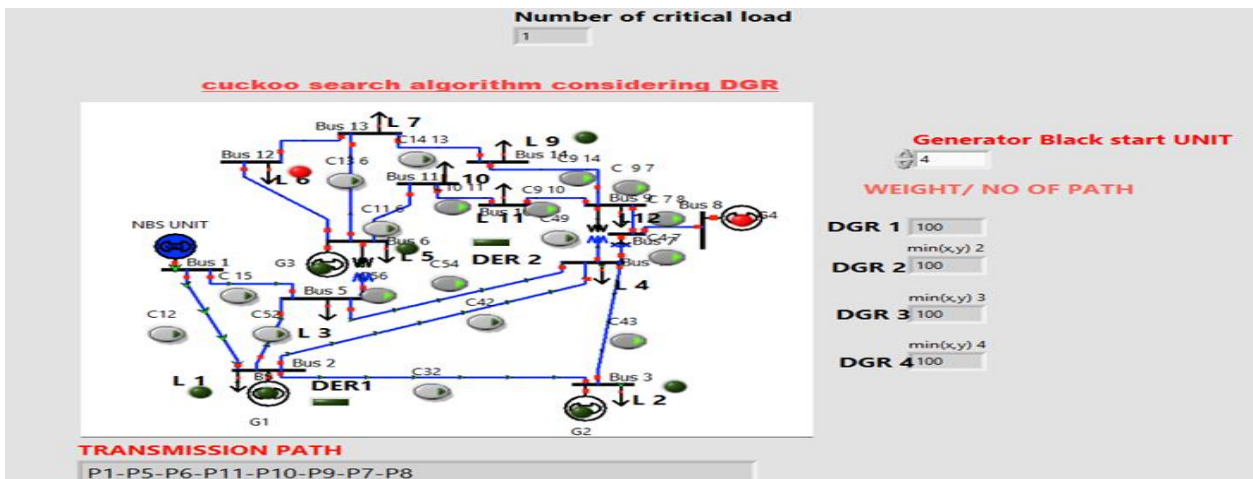 Number of critical load
1
cuckoo search algorithm considering DGR
Bus 13 L 7
C14 13
L 9
Bus 12
C13 6
Bus 14
C9 14
C 9 7
L 6
Bus 11
L 10
C10 11
C9 10
Bus 9
C 7 8
Bus 8
L 11
C49
L 12
G4
NBS UNIT
C11 6
Bus 6
Bus 7
C4 7
Bus 1
G3
L 5
DER 2
C 15
C56
C54
L 4
Bus 5
C12
C52
L 3
C42
C43
Bus 2
L 1
DER1
C32
Bus 3
L 2
G1
G2
Generator Black start UNIT
4
WEIGHT/ NO OF PATH
DGR 1 100
min(x,y) 2
DGR 2 100
min(x,y) 3
DGR 3 100
min(x,y) 4
DGR 4 100
TRANSMISSION PATH
P1-P5-P6-P11-P10-P9-P7-P8